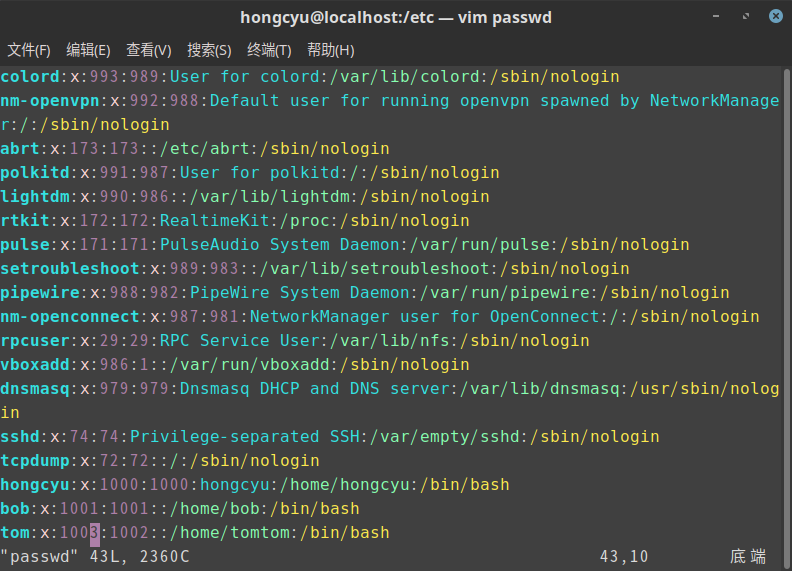 hongcyu@localhost:/etc — vim passwd
文件(F) 编辑(E) 查看(V) 搜索(S) 终端(T) 帮助(H)
colord:x:993:989:User for colord:/var/lib/colord:/sbin/nologin
nm-openvpn:x:992:988:Default user for running openvpn spawned by NetworkManage
r:/:/sbin/nologin
abrt:x:173:173::/etc/abrt:/sbin/nologin
polkitd:x:991:987:User for polkitd:/:/sbin/nologin
lightdm:x:990:986::/var/lib/lightdm:/sbin/nologin
rtkit:x:172:172:RealtimeKit:/proc:/sbin/nologin
pulse:x:171:171:PulseAudio System Daemon:/var/run/pulse:/sbin/nologin
setroubleshoot:x:989:983::/var/lib/setroubleshoot:/sbin/nologin
pipewire:x:988:982:PipeWire System Daemon:/var/run/pipewire:/sbin/nologin
nm-openconnect:x:987:981:NetworkManager user for OpenConnect:/:/sbin/nologin
rpcuser:x:29:29:RPC Service User:/var/lib/nfs:/sbin/nologin
vboxadd:x:986:1::/var/run/vboxadd:/sbin/nologin
dnsmasq:x:979:979:Dnsmasq DHCP and DNS server:/var/lib/dnsmasq:/usr/sbin/nolog
in
sshd:x:74:74:Privilege-separated SSH:/var/empty/sshd:/sbin/nologin
tcpdump:x:72:72::/:/sbin/nologin
hongcyu:x:1000:1000:hongcyu:/home/hongcyu:/bin/bash
bob:x:1001:1001::/home/bob:/bin/bash
tom:x:1003:1002::/home/tomtom:/bin/bash
"passwd" 43L, 2360C 43,10 底端